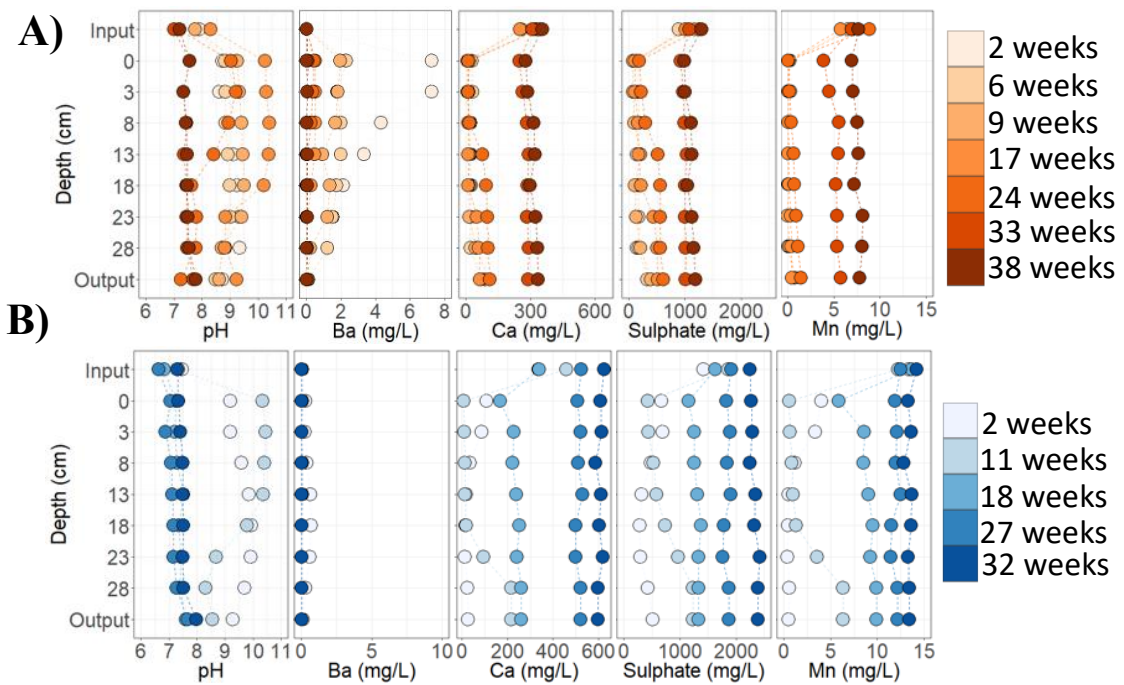 A)
Depth (cm)
Input
0
3
8
13
18
23
28
Output
6 7 8 9 10 11
pH
0 2 4 6 8
Ba (mg/L)
0 300 600
Ca (mg/L)
0 1000 2000
Sulphate (mg/L)
0 5 10 15
Mn (mg/L)
2 weeks
6 weeks
9 weeks
17 weeks
24 weeks
33 weeks
38 weeks
B)
Depth (cm)
Input
0
3
8
13
18
23
28
Output
6 7 8 9 10 11
pH
0 5 10
Ba (mg/L)
0 200 400 600
Ca (mg/L)
0 1000 2000
Sulphate (mg/L)
0 5 10 15
Mn (mg/L)
2 weeks
11 weeks
18 weeks
27 weeks
32 weeks